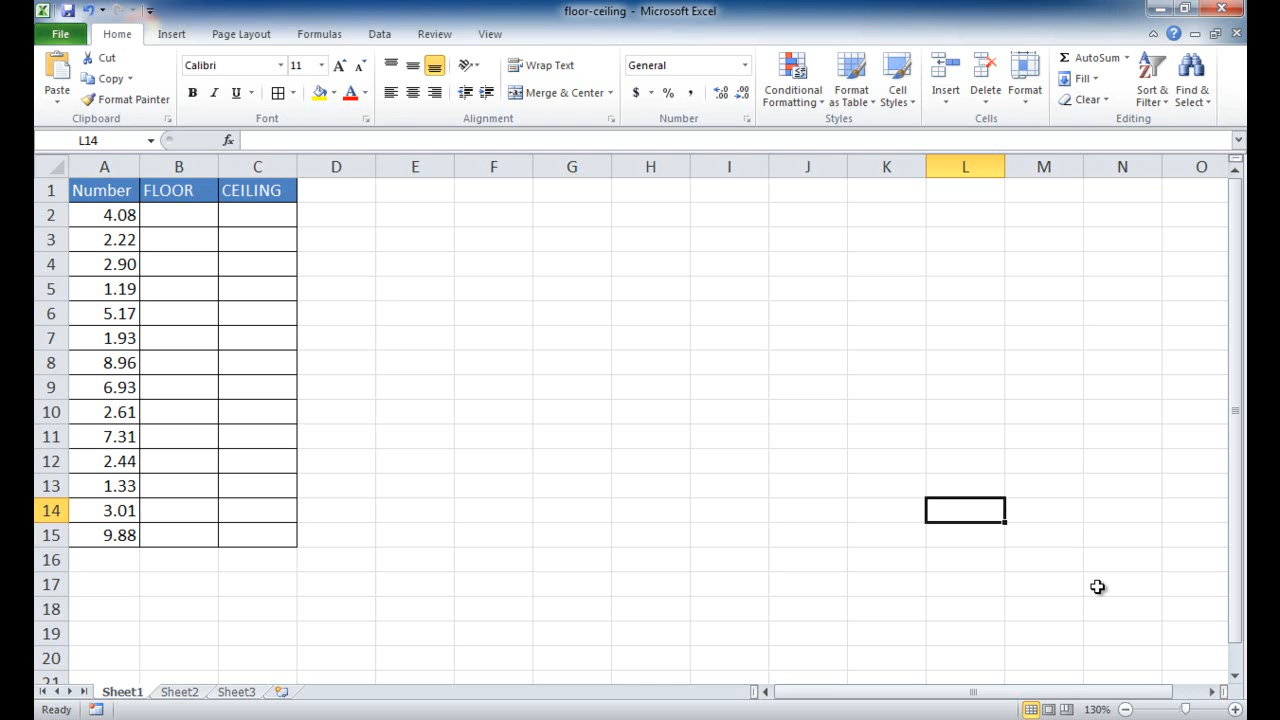 floor-ceiling - Microsoft Excel
File Home Insert Page Layout Formulas Data Review View
Paste
Cut
Copy
Format Painter
Clipboard
Calibri 11
A A
B I U A
Font
Wrap Text
Merge & Center
Alignment
General
$ % , .0 .00 .00 .0
Number
Conditional Formatting
Format as Table
Cell Styles
Styles
Insert Delete Format
Cells
Σ AutoSum
Fill
Clear
Sort & Filter
Find & Select
Editing
L14 fx
A B C D E F G H I J K L M N O
1 Number FLOOR CEILING
2 4.08
3 2.22
4 2.90
5 1.19
6 5.17
7 1.93
8 8.96
9 6.93
10 2.61
11 7.31
12 2.44
13 1.33
14 3.01
15 9.88
16
17
18
19
20
21
Sheet1 Sheet2 Sheet3
Ready 130%